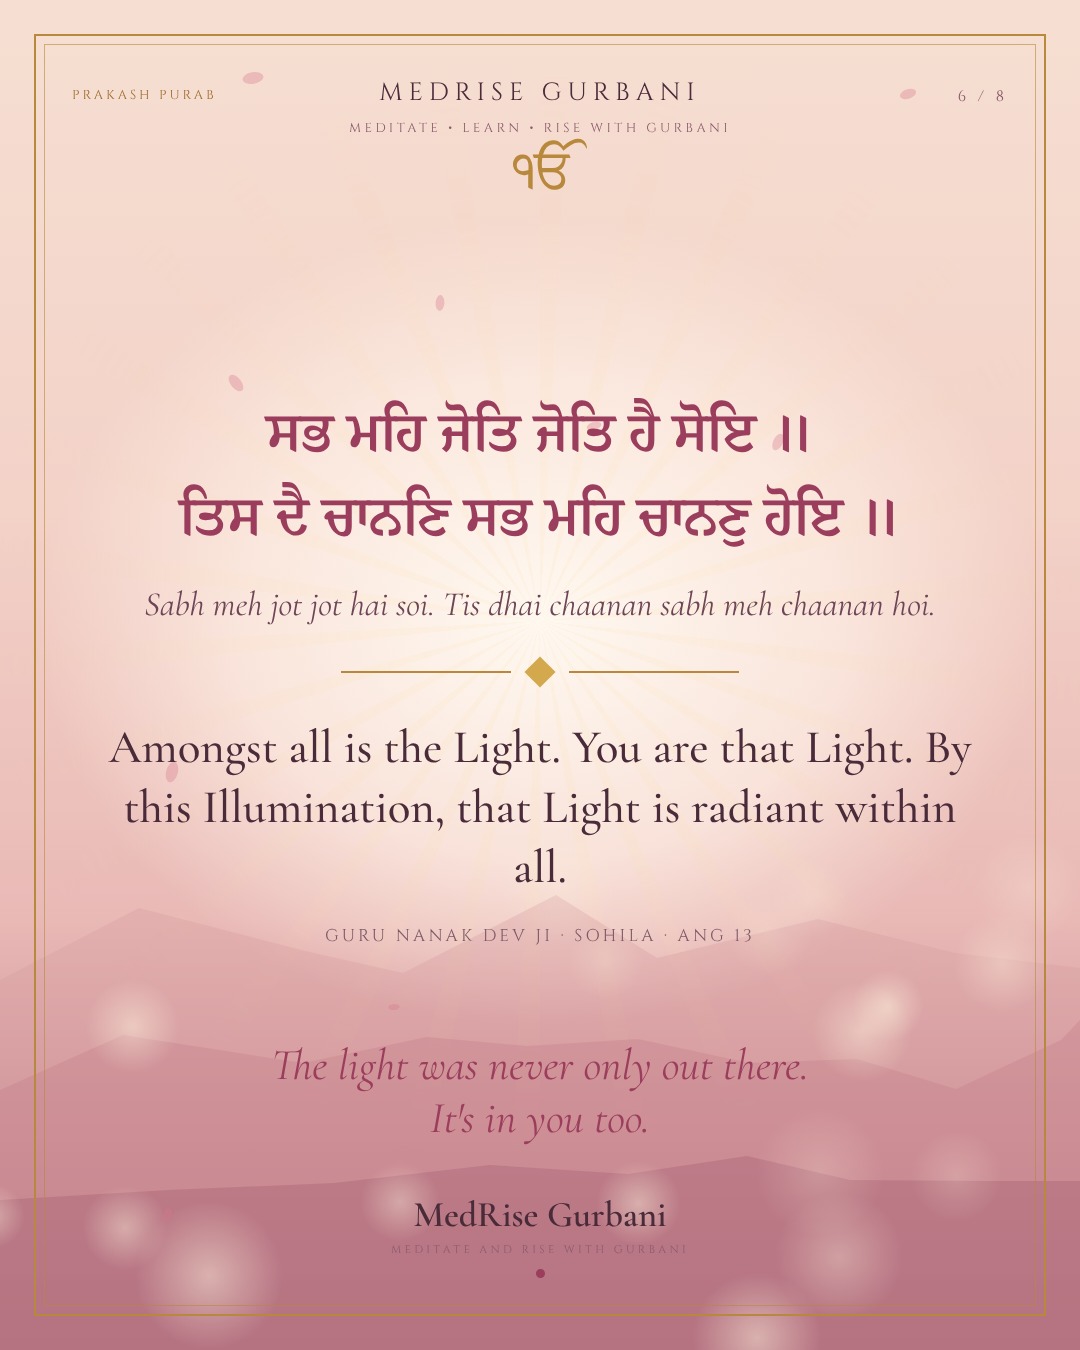 PRAKASH PURAB
MEDRISE GURBANI
6 / 8
MEDITATE • LEARN • RISE WITH GURBANI
ੴ
ਸਭ ਮਹਿ ਜੋਤਿ ਜੋਤਿ ਹੈ ਸੋਇ ॥
ਤਿਸ ਦੈ ਚਾਨਣਿ ਸਭ ਮਹਿ ਚਾਨਣੁ ਹੋਇ ॥
Sabh meh jot jot hai soi. Tis dhai chaanan sabh meh chaanan hoi.
Amongst all is the Light. You are that Light. By
this Illumination, that Light is radiant within
all.
GURU NANAK DEV JI · SOHILA · ANG 13
The light was never only out there.
It's in you too.
MedRise Gurbani
MEDITATE AND RISE WITH GURBANI